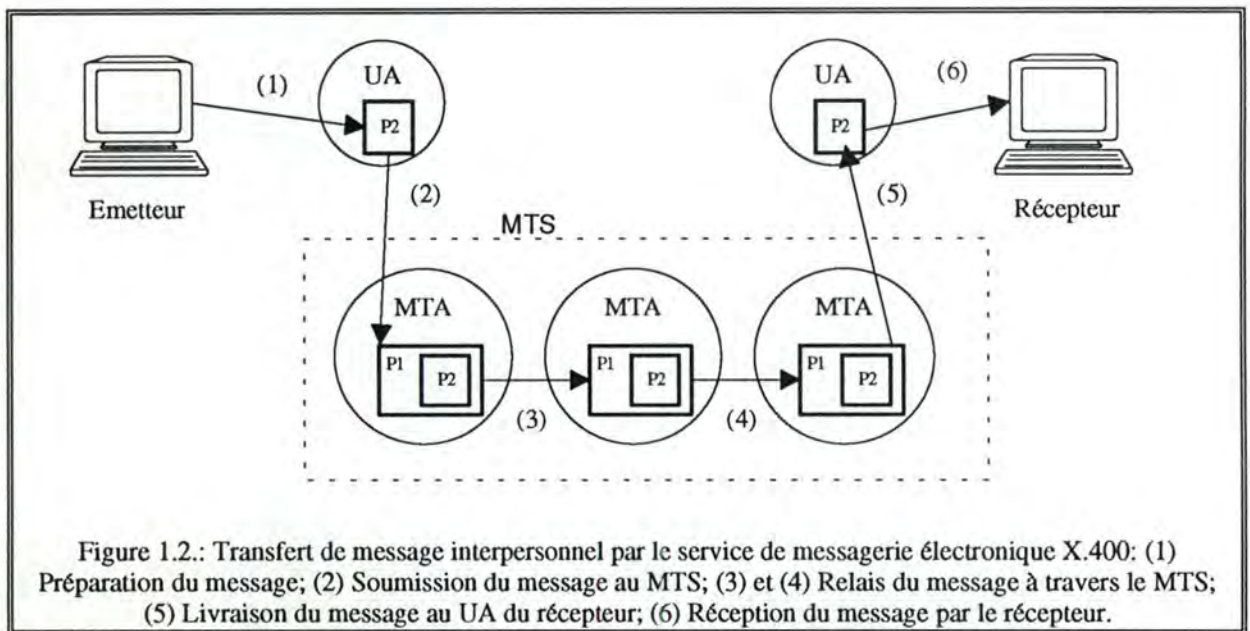 (1)
UA
P2
(2)
Emetteur
UA
P2
(6)
(5)
Récepteur
MTS
MTA
P1
P2
(3)
MTA
P1
P2
(4)
MTA
P1
P2
Figure 1.2.: Transfert de message interpersonnel par le service de messagerie électronique X.400: (1)
Préparation du message; (2) Soumission du message au MTS; (3) et (4) Relais du message à travers le MTS;
(5) Livraison du message au UA du récepteur; (6) Réception du message par le récepteur.